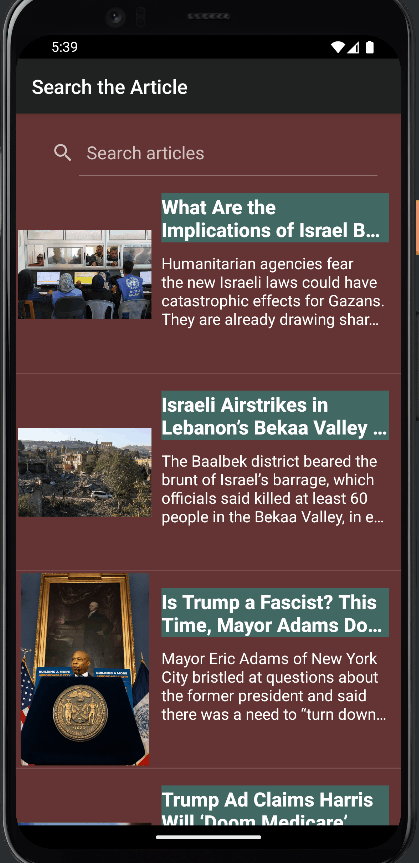 5:39
Search the Article
Search articles
What Are the
Implications of Israel B...
Humanitarian agencies fear
the new Israeli laws could have
catastrophic effects for Gazans.
They are already drawing shar...
Israeli Airstrikes in
Lebanon’s Bekaa Valley ...
The Baalbek district beared the
brunt of Israel’s barrage, which
officials said killed at least 60
people in the Bekaa Valley, in e...
Is Trump a Fascist? This
Time, Mayor Adams Do...
Mayor Eric Adams of New York
City bristled at questions about
the former president and said
there was a need to “turn down...
Trump Ad Claims Harris
Will ‘Doom Medicare’